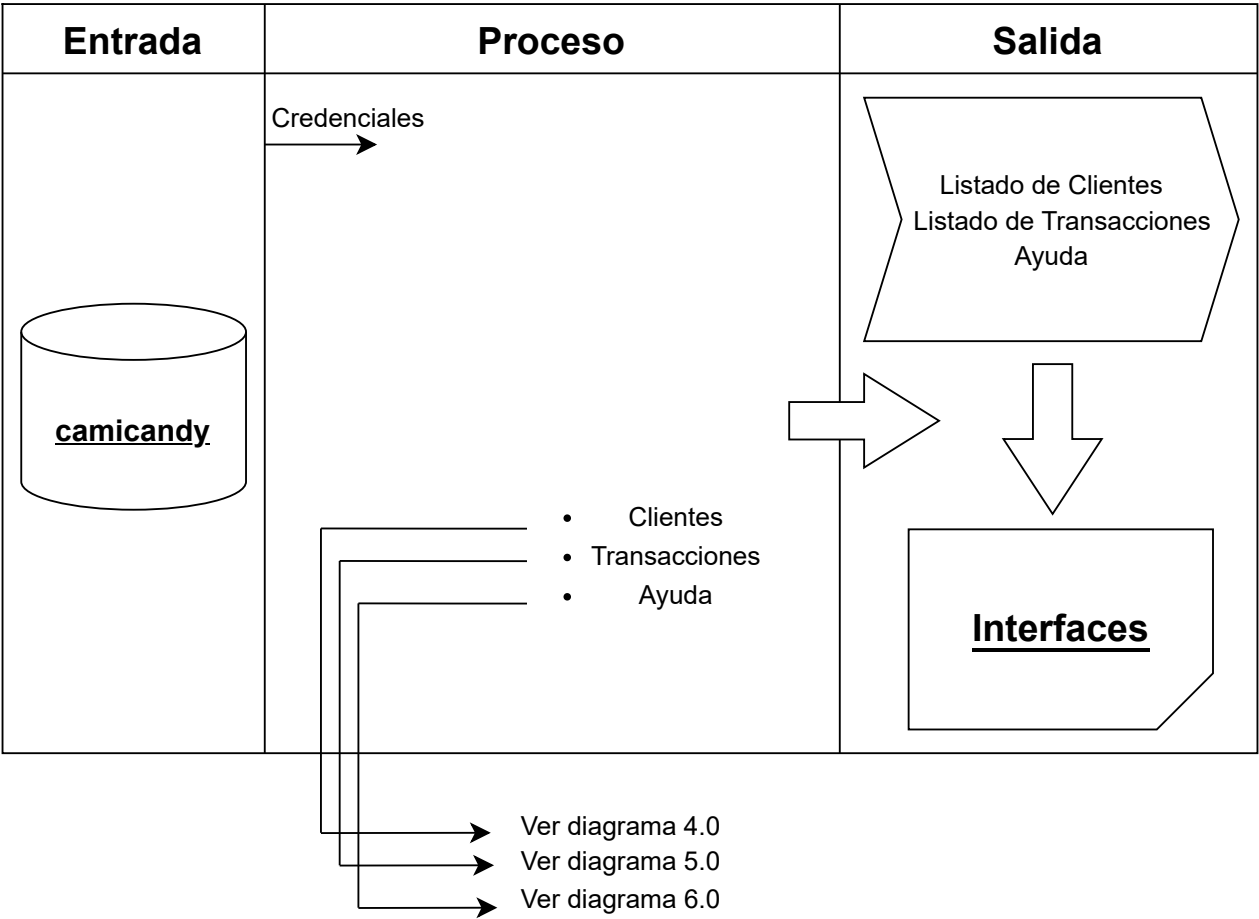 Entrada
Proceso
Salida
Credenciales
Listado de Clientes
Listado de Transacciones
Ayuda
camicandy
• Clientes
• Transacciones
• Ayuda
Interfaces
Ver diagrama 4.0
Ver diagrama 5.0
Ver diagrama 6.0